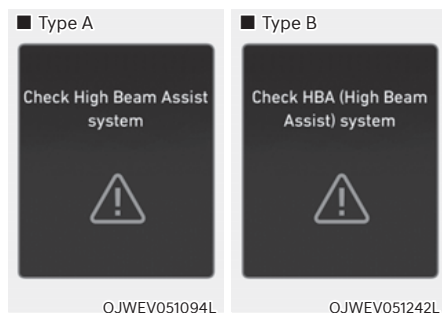 ■ Type A
Check High Beam Assist
system
OJWEV051094L
■ Type B
Check HBA (High Beam
Assist) system
OJWEV051242L